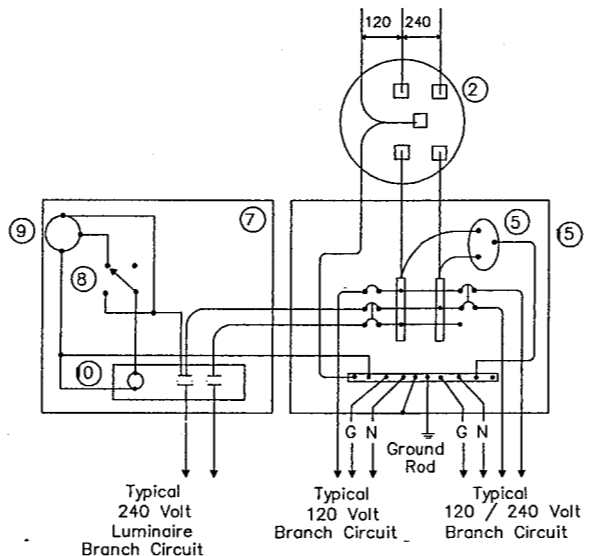 120 240
2
9
7
5
15
8
10
G N
G N
Ground
Rod
Typical
240 Volt
Luminaire
Branch Circuit
Typical
120 Volt
Branch Circuit
Typical
120 / 240 Volt
Branch Circuit